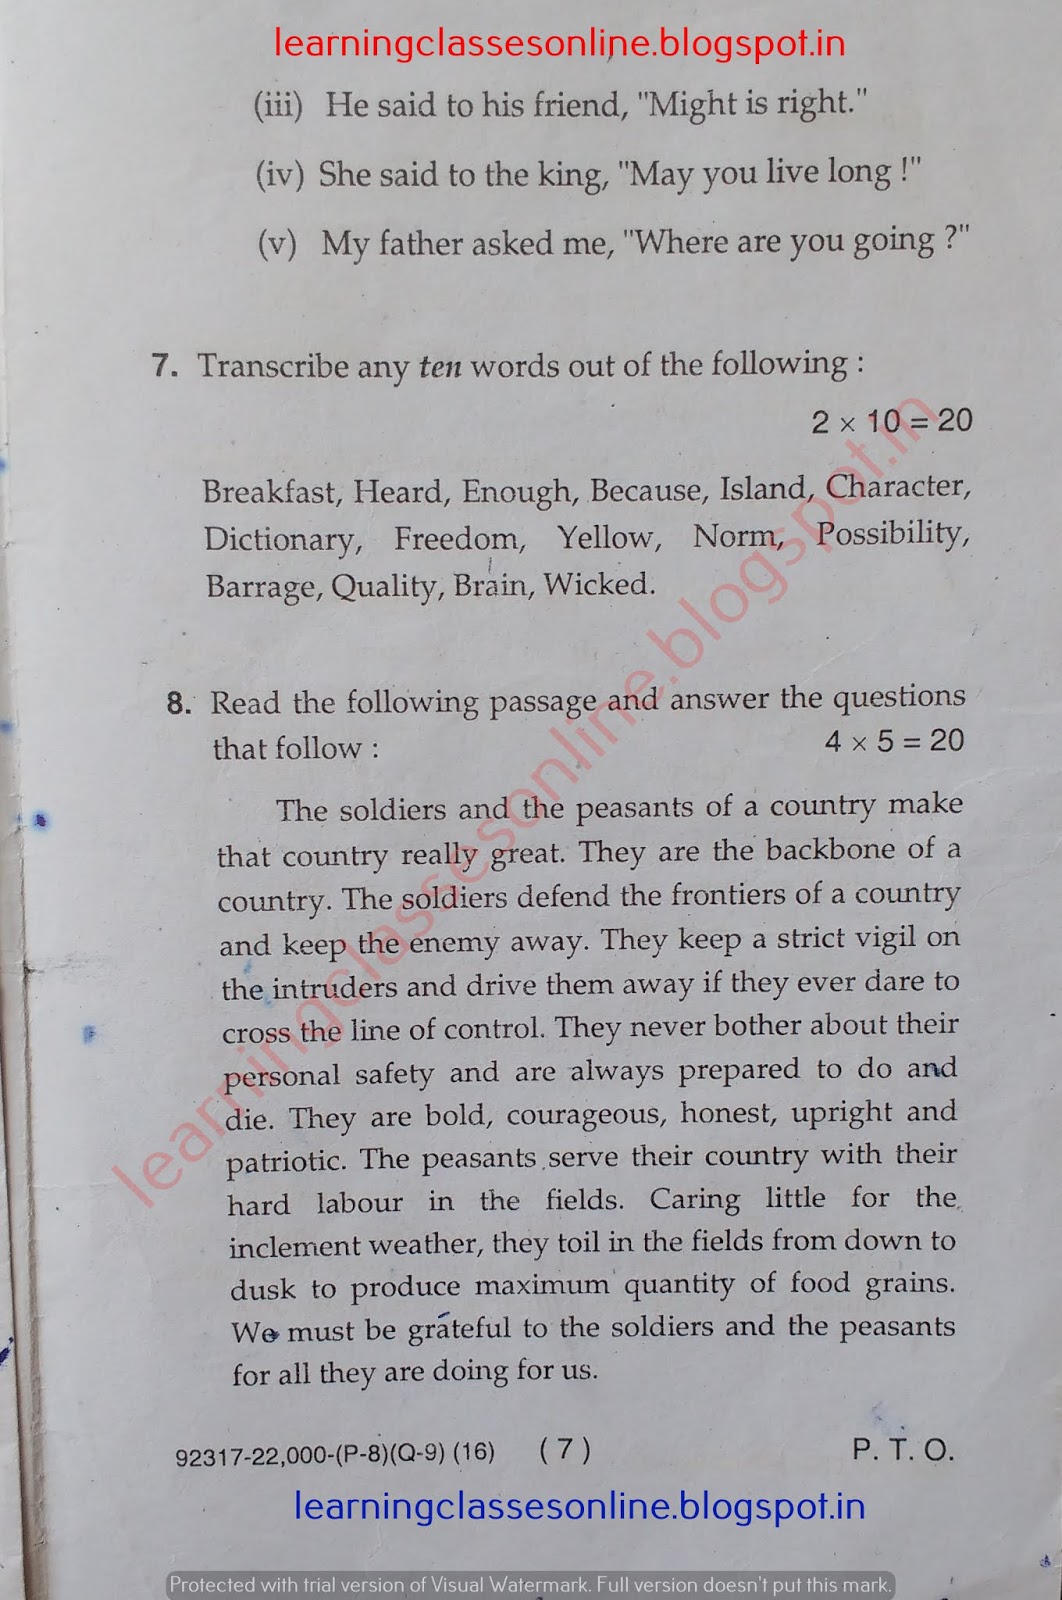 learningclassesonline.blogspot.in
(iii) He said to his friend, "Might is right."
(iv) She said to the king, "May you live long !"
(v) My father asked me, "Where are you going ?"
7. Transcribe any ten words out of the following :
2 × 10 = 20
Breakfast, Heard, Enough, Because, Island, Character,
Dictionary, Freedom, Yellow, Norm, Possibility,
Barrage, Quality, Brain, Wicked.
8. Read the following passage and answer the questions
that follow : 4 × 5 = 20
The soldiers and the peasants of a country make
that country really great. They are the backbone of a
country. The soldiers defend the frontiers of a country
and keep the enemy away. They keep a strict vigil on
the intruders and drive them away if they ever dare to
cross the line of control. They never bother about their
personal safety and are always prepared to do and
die. They are bold, courageous, honest, upright and
patriotic. The peasants serve their country with their
hard labour in the fields. Caring little for the
inclement weather, they toil in the fields from down to
dusk to produce maximum quantity of food grains.
We must be grateful to the soldiers and the peasants
for all they are doing for us.
92317-22,000-(P-8)(Q-9) (16) ( 7 ) P. T. O.
learningclassesonline.blogspot.in
learningclassesonline.blogspot.in
Protected with trial version of Visual Watermark. Full version doesn't put this mark.